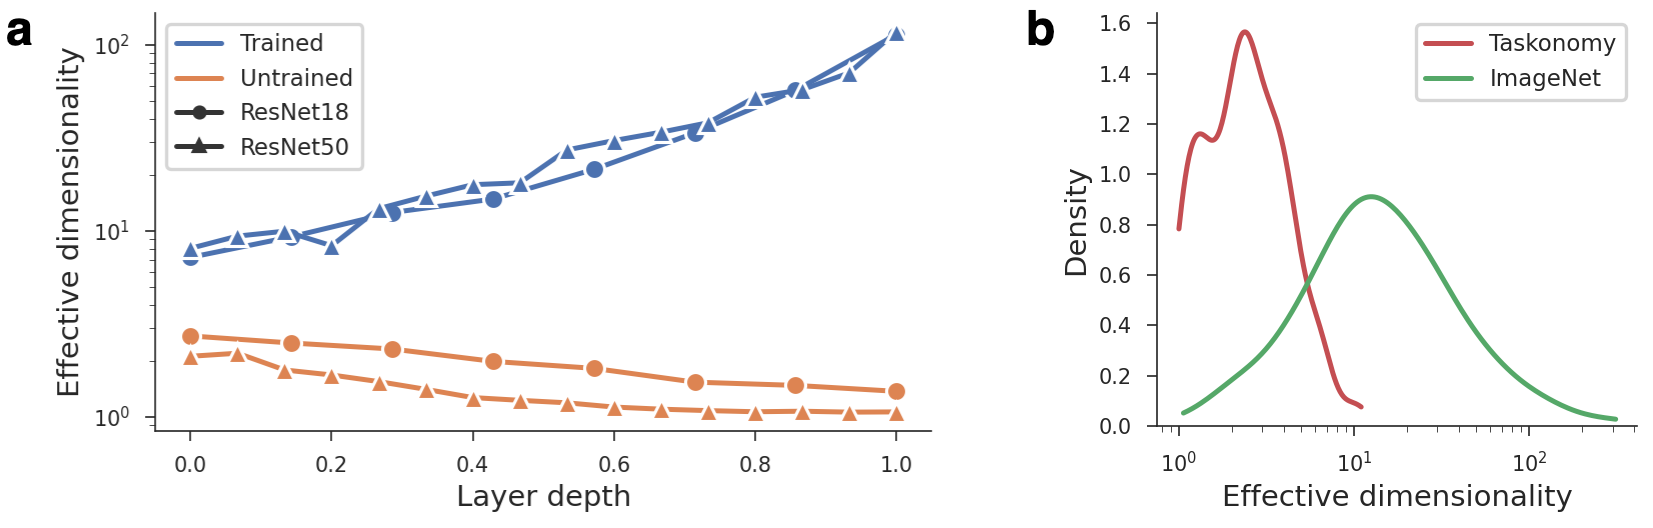 a
Effective dimensionality
10²
10¹
10⁰
Trained
Untrained
ResNet18
ResNet50
0.0 0.2 0.4 0.6 0.8 1.0
Layer depth
b
Density
1.6
1.4
1.2
1.0
0.8
0.6
0.4
0.2
0.0
Taskonomy
ImageNet
10⁰ 10¹ 10²
Effective dimensionality